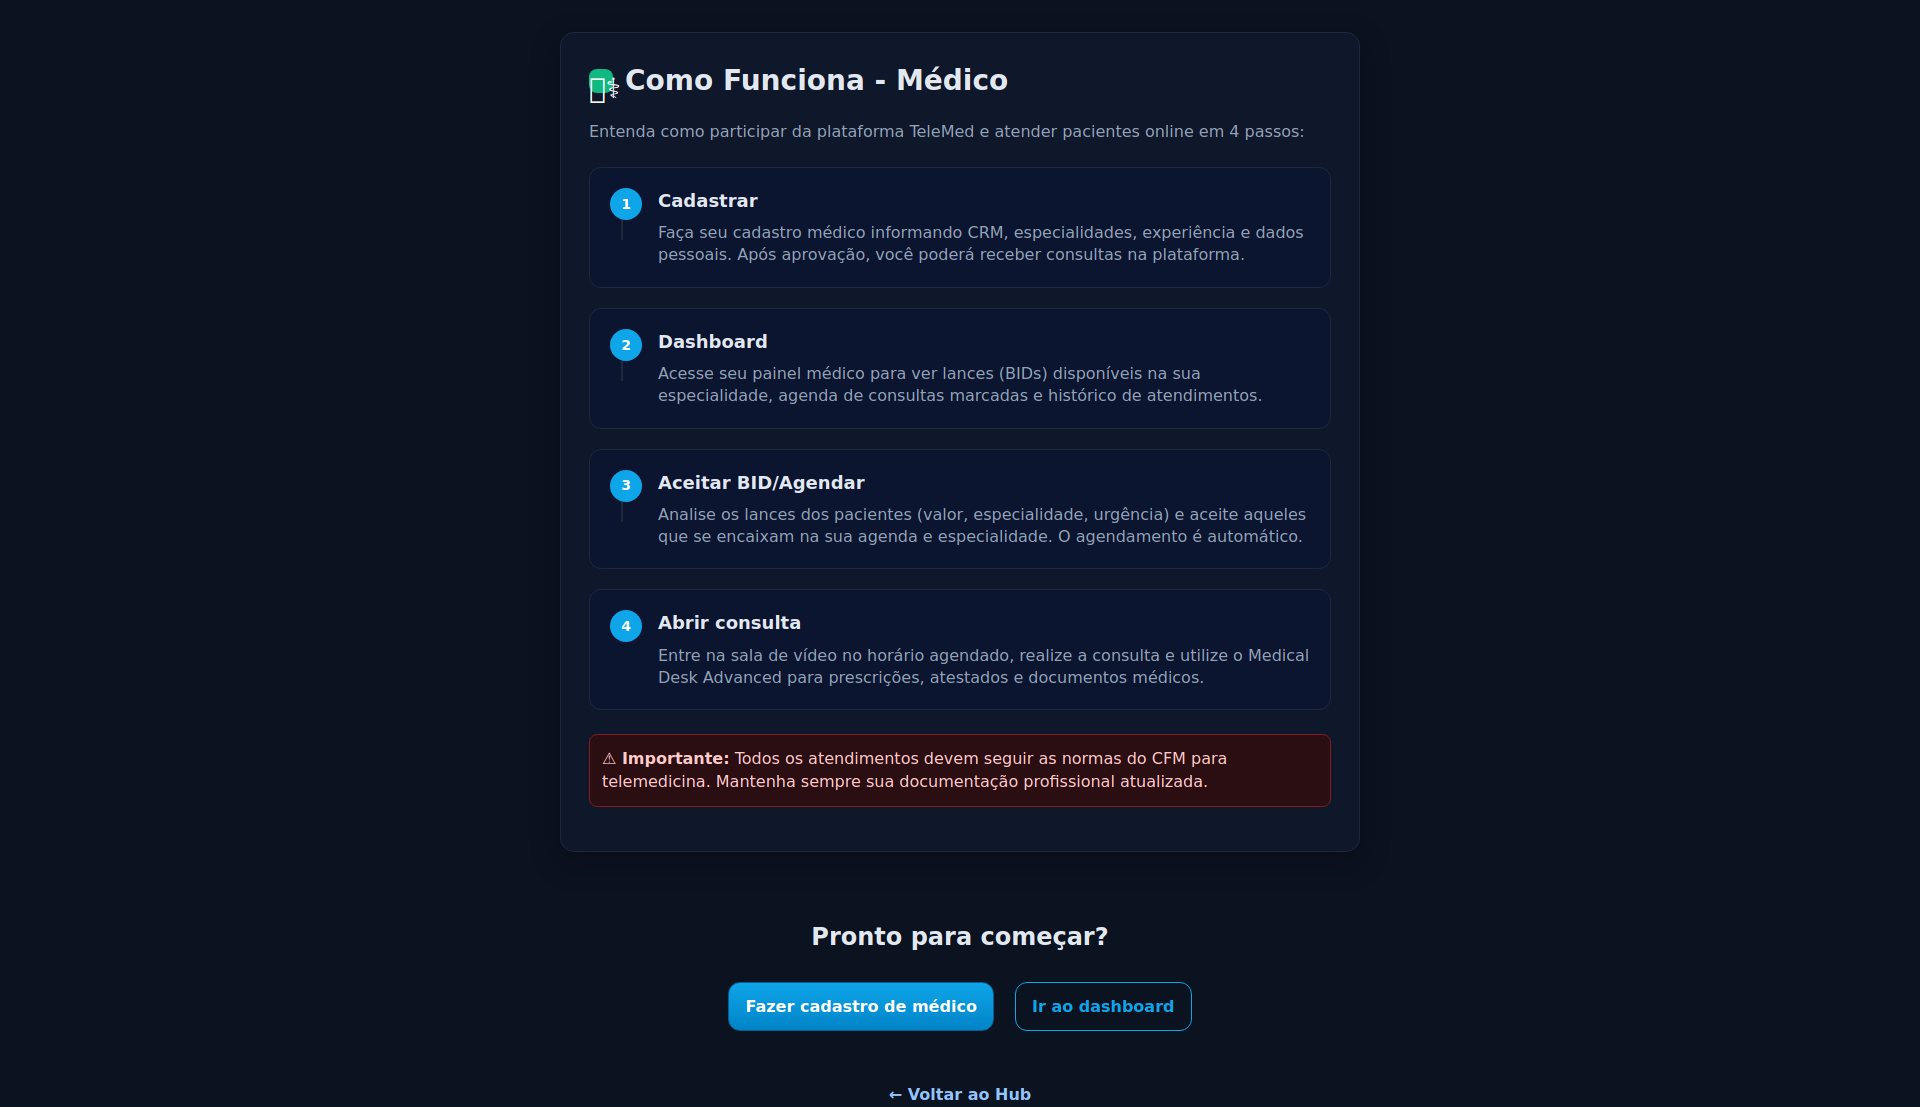 ⚕ Como Funciona - Médico
Entenda como participar da plataforma TeleMed e atender pacientes online em 4 passos:
1 Cadastrar
Faça seu cadastro médico informando CRM, especialidades, experiência e dados
pessoais. Após aprovação, você poderá receber consultas na plataforma.
2 Dashboard
Acesse seu painel médico para ver lances (BIDs) disponíveis na sua
especialidade, agenda de consultas marcadas e histórico de atendimentos.
3 Aceitar BID/Agendar
Analise os lances dos pacientes (valor, especialidade, urgência) e aceite aqueles
que se encaixam na sua agenda e especialidade. O agendamento é automático.
4 Abrir consulta
Entre na sala de vídeo no horário agendado, realize a consulta e utilize o Medical
Desk Advanced para prescrições, atestados e documentos médicos.
⚠ Importante: Todos os atendimentos devem seguir as normas do CFM para
telemedicina. Mantenha sempre sua documentação profissional atualizada.
Pronto para começar?
Fazer cadastro de médico
Ir ao dashboard
← Voltar ao Hub